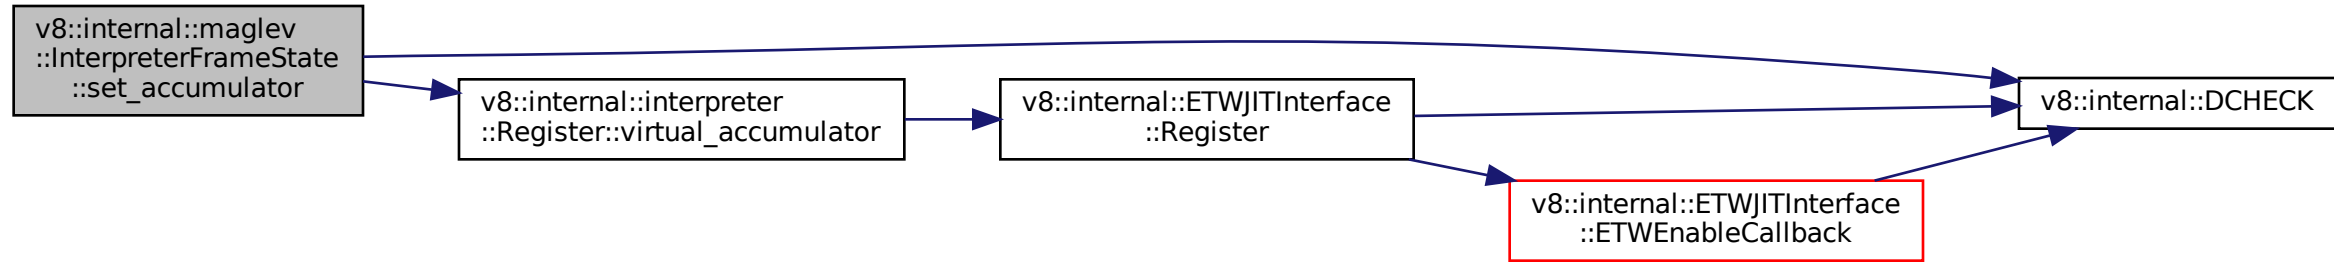 v8::internal::maglev
::InterpreterFrameState
::set_accumulator
v8::internal::interpreter
::Register::virtual_accumulator
v8::internal::ETWJITInterface
::Register
v8::internal::ETWJITInterface
::ETWEnableCallback
v8::internal::DCHECK